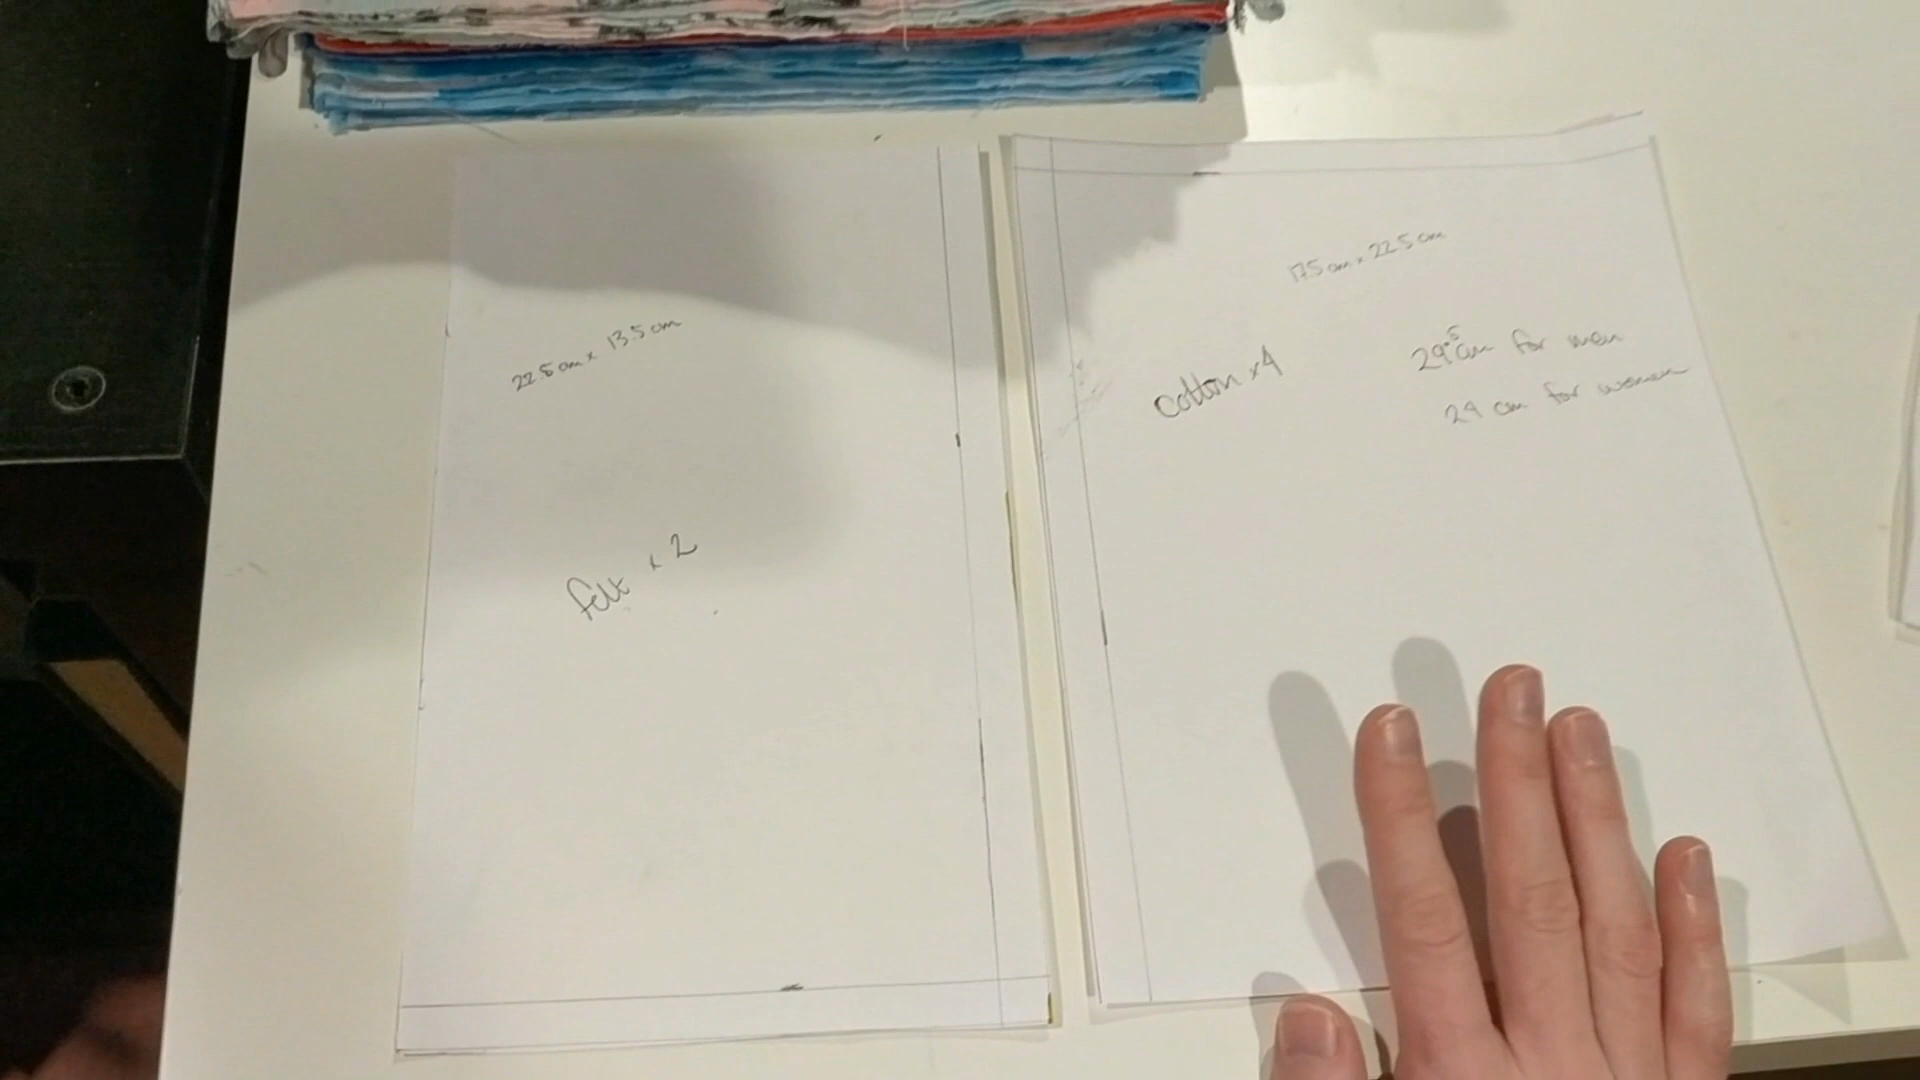 22.5 cm x 13.5 cm
felt x 2
17.5 cm x 22.5 cm
cotton x4
29.5 cm for men
24 cm for women